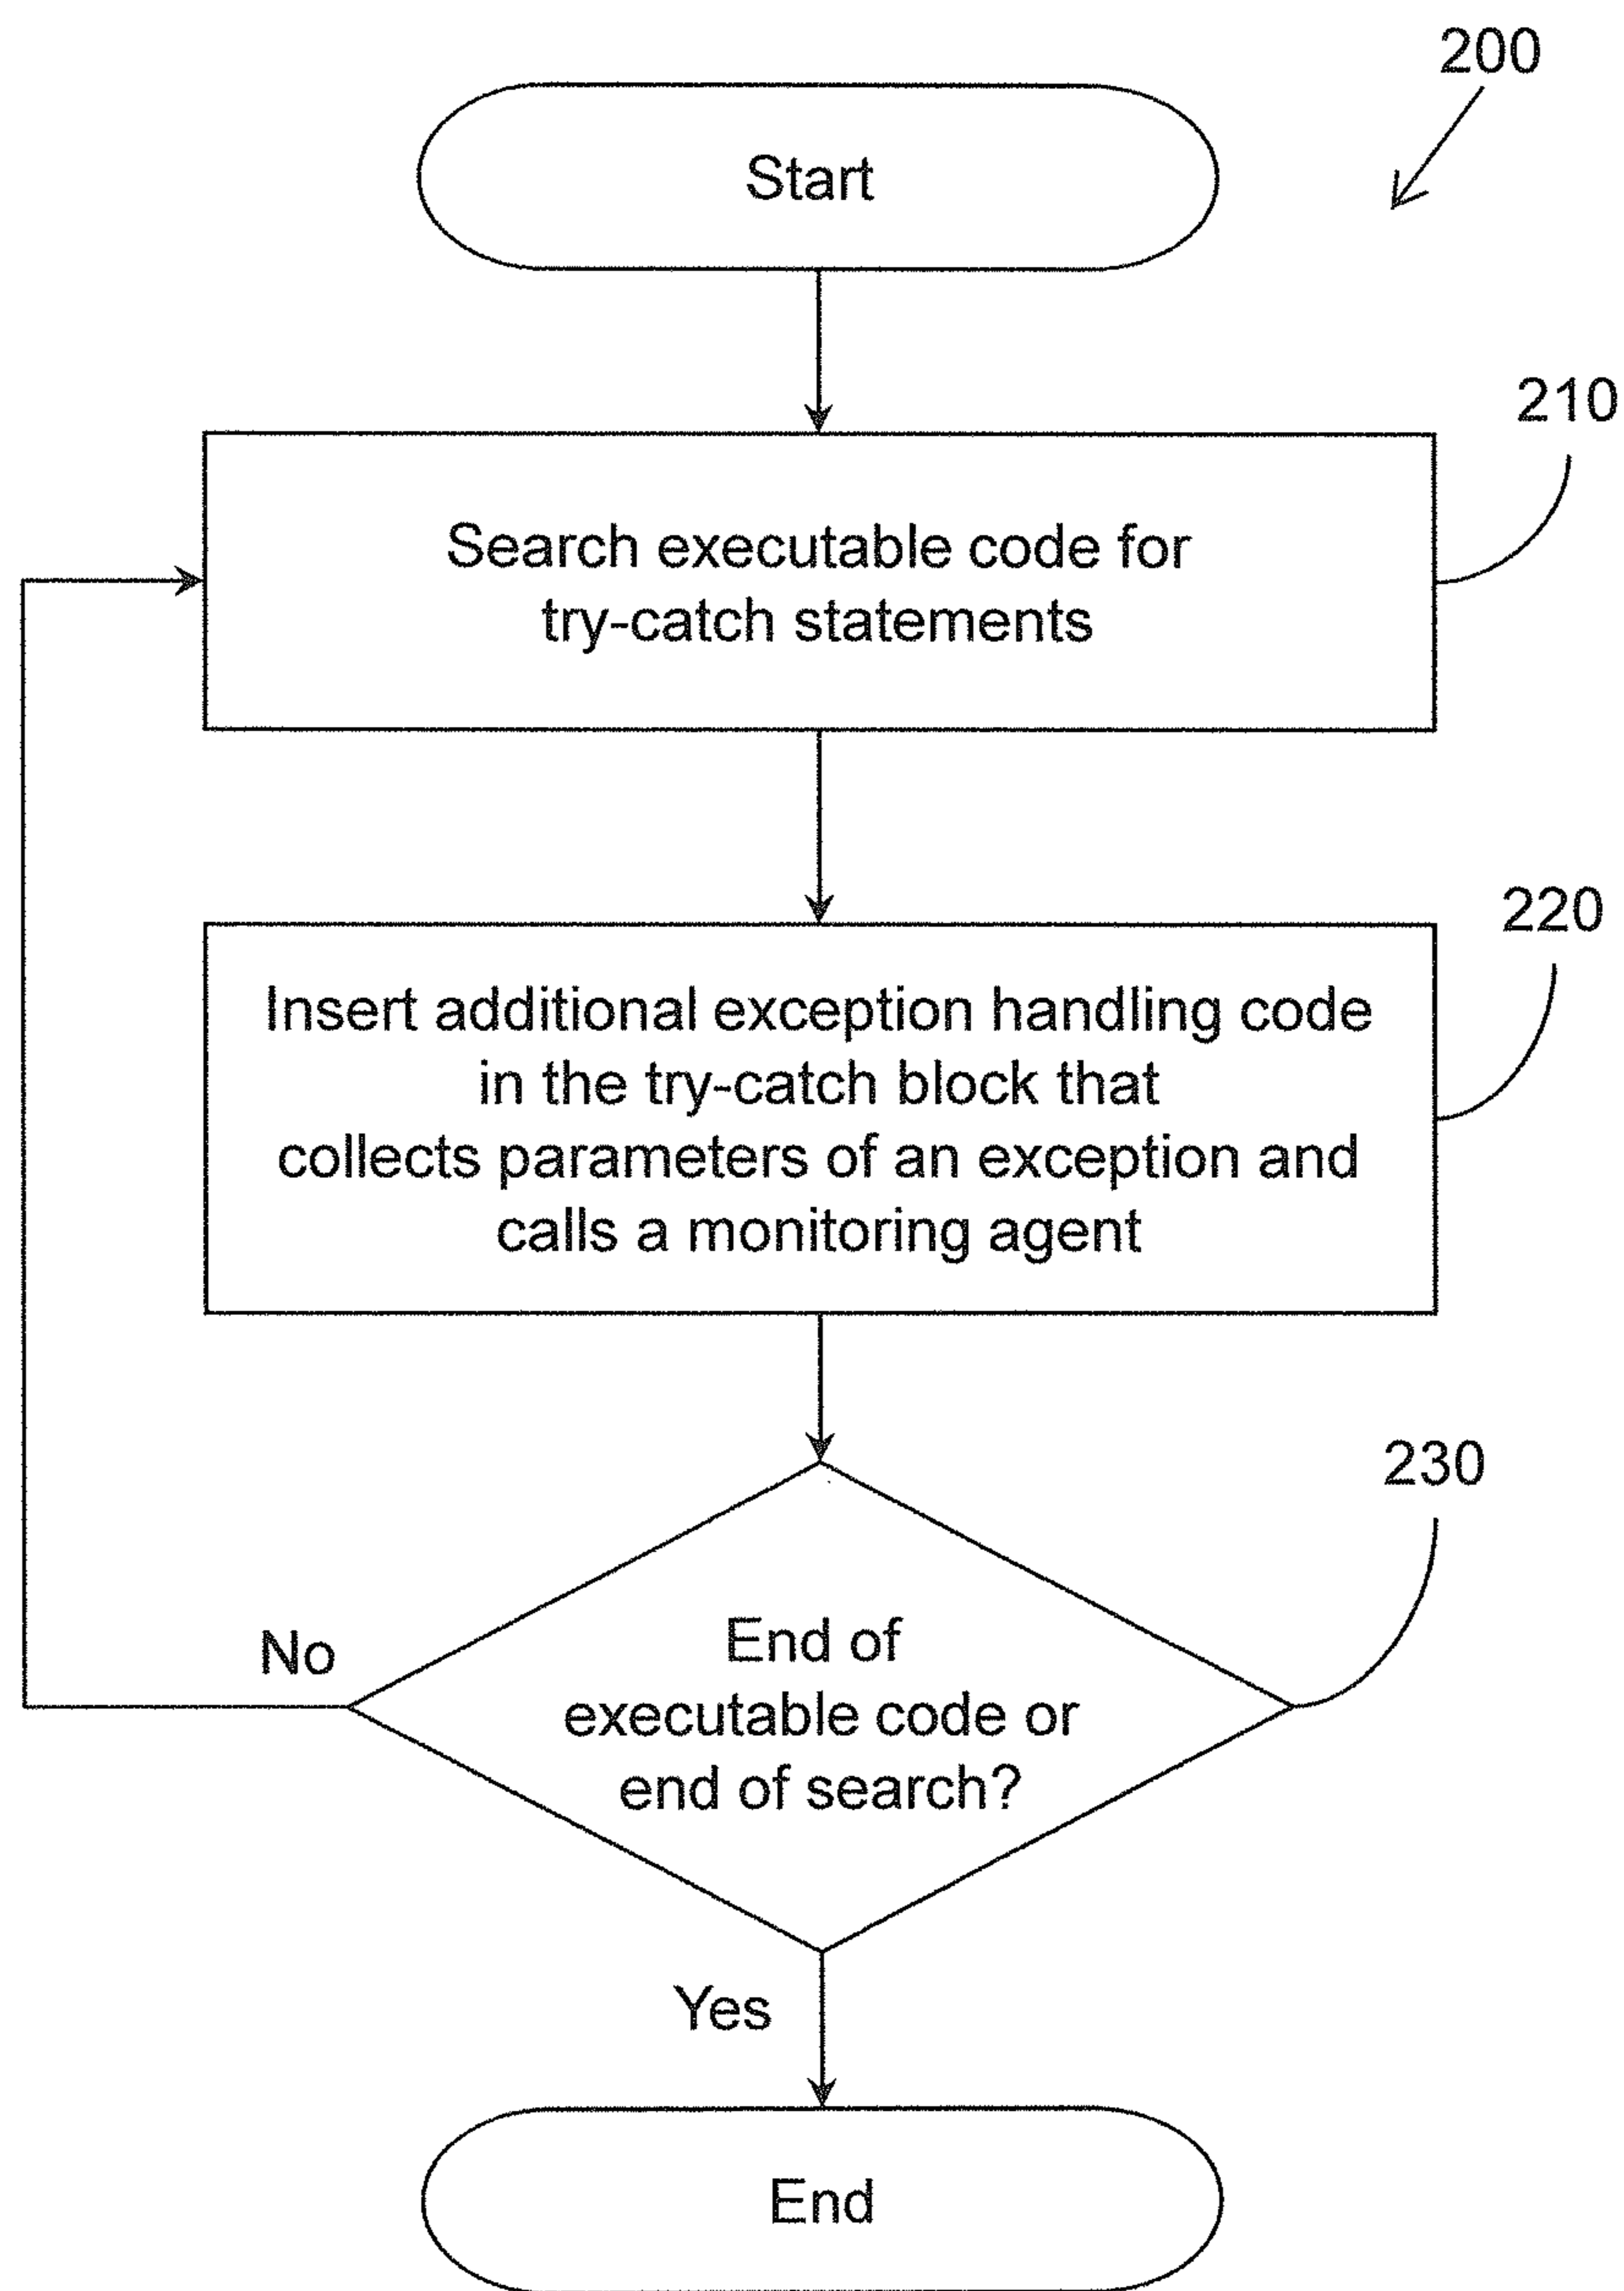 200
Start
210
Search executable code for
try-catch statements
220
Insert additional exception handling code
in the try-catch block that
collects parameters of an exception and
calls a monitoring agent
230
No
End of
executable code or
end of search?
Yes
End